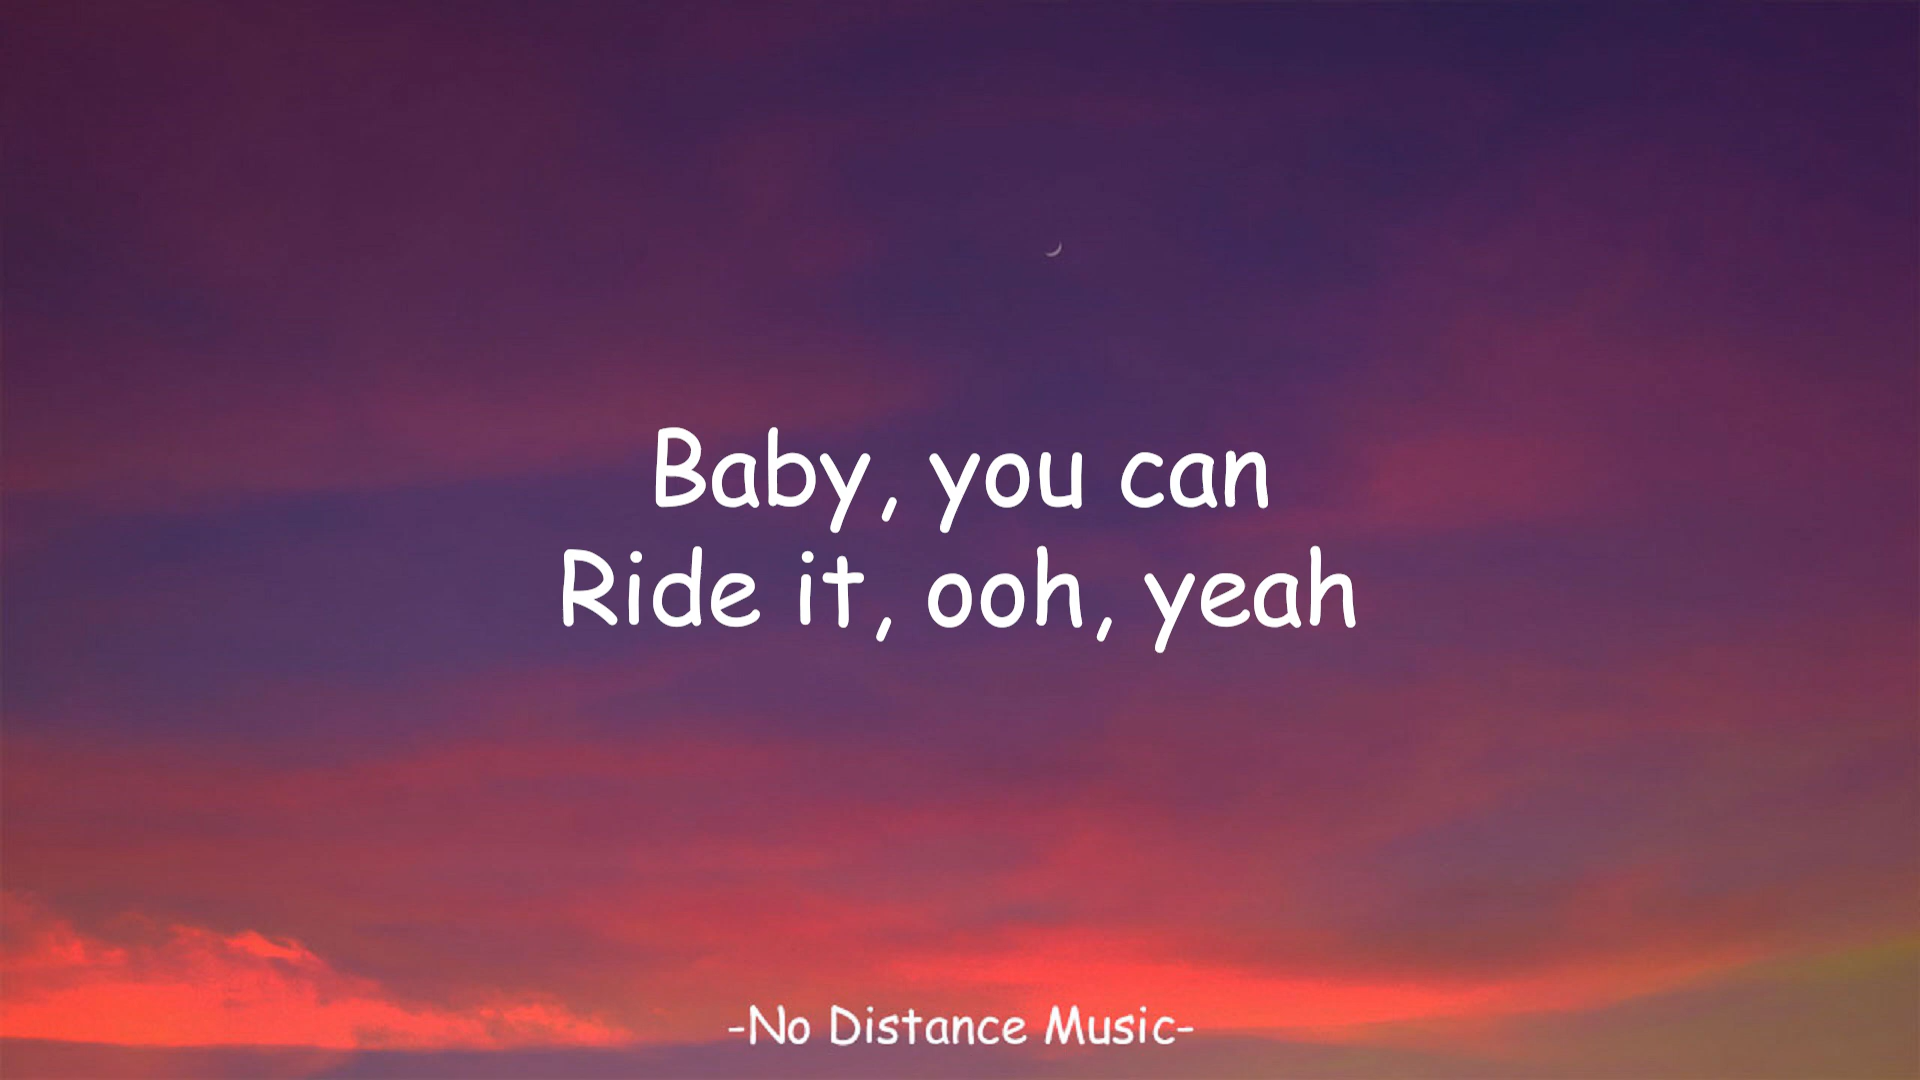 Baby, you can
Ride it, ooh, yeah
-No Distance Music-